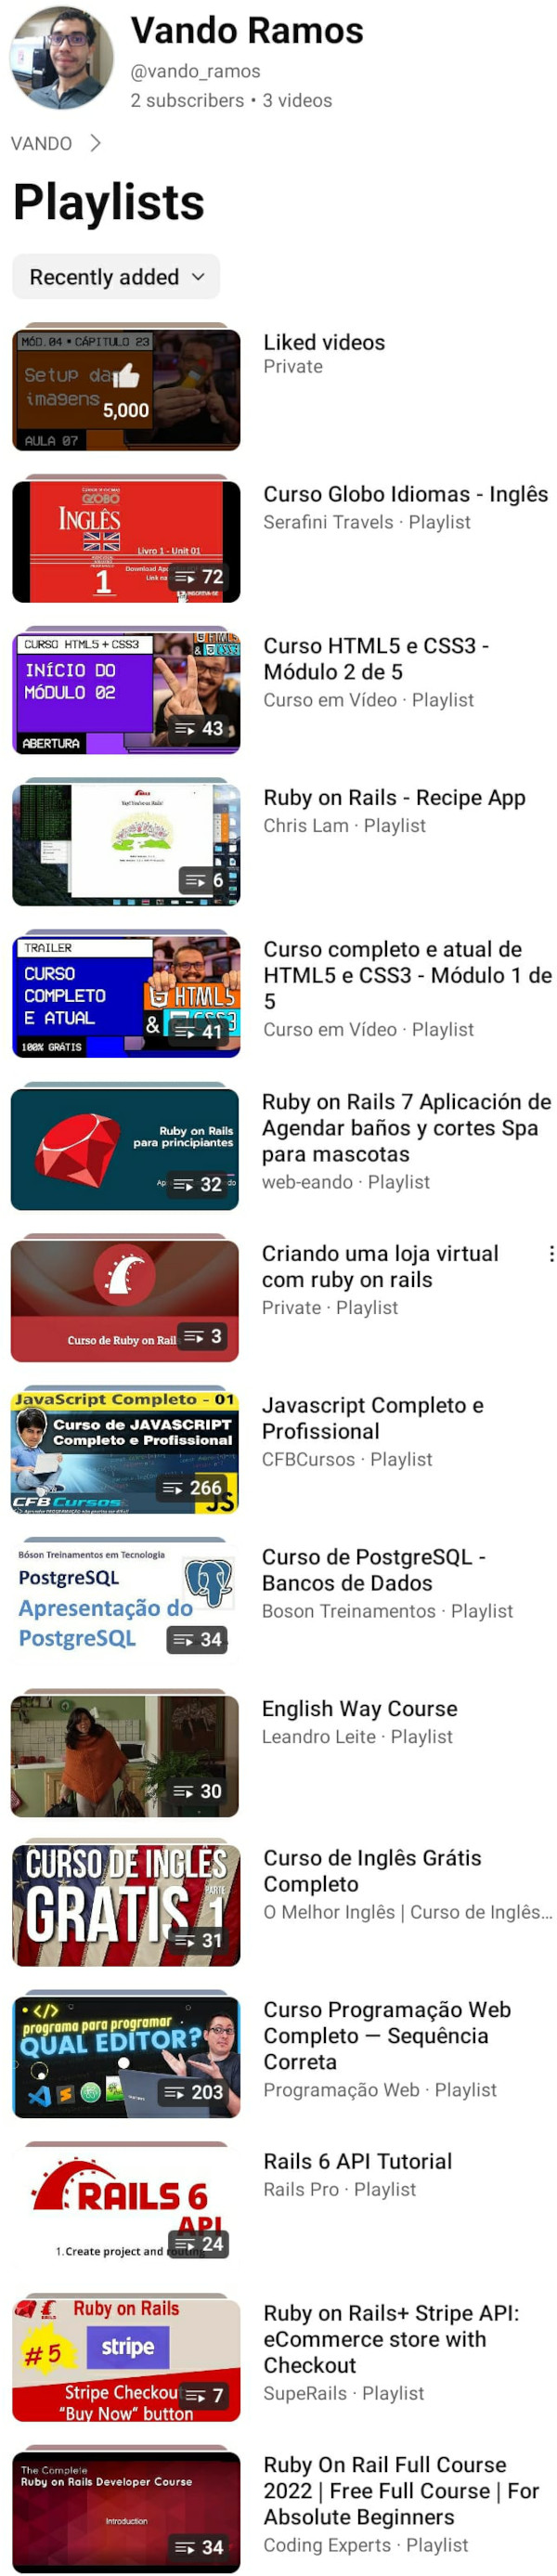 Vando Ramos
@vando_ramos
2 subscribers • 3 videos
VANDO
Playlists
Recently added
MÓD. 04 • CAPÍTULO 23
Setup das
imagens
5,000
AULA 07
Liked videos
Private
GLOBO
INGLÊS
Livro 1 - Unit 01
1
72
INSCREVA-SE
Curso Globo Idiomas - Inglês
Serafini Travels · Playlist
CURSO HTML5 + CSS3
INÍCIO DO
MÓDULO 02
ABERTURA
43
Curso HTML5 e CSS3 -
Módulo 2 de 5
Curso em Vídeo · Playlist
RAILS
6
Ruby on Rails - Recipe App
Chris Lam · Playlist
TRAILER
CURSO
COMPLETO
E ATUAL
100% GRÁTIS
HTML5
&
CSS3
41
Curso completo e atual de
HTML5 e CSS3 - Módulo 1 de
5
Curso em Vídeo · Playlist
Ruby on Rails
para principiantes
32
Ruby on Rails 7 Aplicación de
Agendar baños y cortes Spa
para mascotas
web-eando · Playlist
Curso de Ruby on Rail
3
Criando uma loja virtual
com ruby on rails
Private · Playlist
JavaScript Completo - 01
Curso de JAVASCRIPT
Completo e Profissional
CFB Cursos
266
JS
Javascript Completo e
Profissional
CFBCursos · Playlist
Bóson Treinamentos em Tecnologia
PostgreSQL
Apresentação do
PostgreSQL
34
Curso de PostgreSQL -
Bancos de Dados
Boson Treinamentos · Playlist
30
English Way Course
Leandro Leite · Playlist
CURSO DE INGLÊS
GRÁTIS
PARTE
1
31
Curso de Inglês Grátis
Completo
O Melhor Inglês | Curso de Inglês...
</>
programa para programar
QUAL EDITOR?
203
Curso Programação Web
Completo — Sequência
Correta
Programação Web · Playlist
RAILS 6
API
1.Create project and
24
Rails 6 API Tutorial
Rails Pro · Playlist
Ruby on Rails
#5
stripe
Stripe Checkou
"Buy Now" button
7
Ruby on Rails+ Stripe API:
eCommerce store with
Checkout
SupeRails · Playlist
The Complete
Ruby on Rails Developer Course
Introduction
34
Ruby On Rail Full Course
2022 | Free Full Course | For
Absolute Beginners
Coding Experts · Playlist